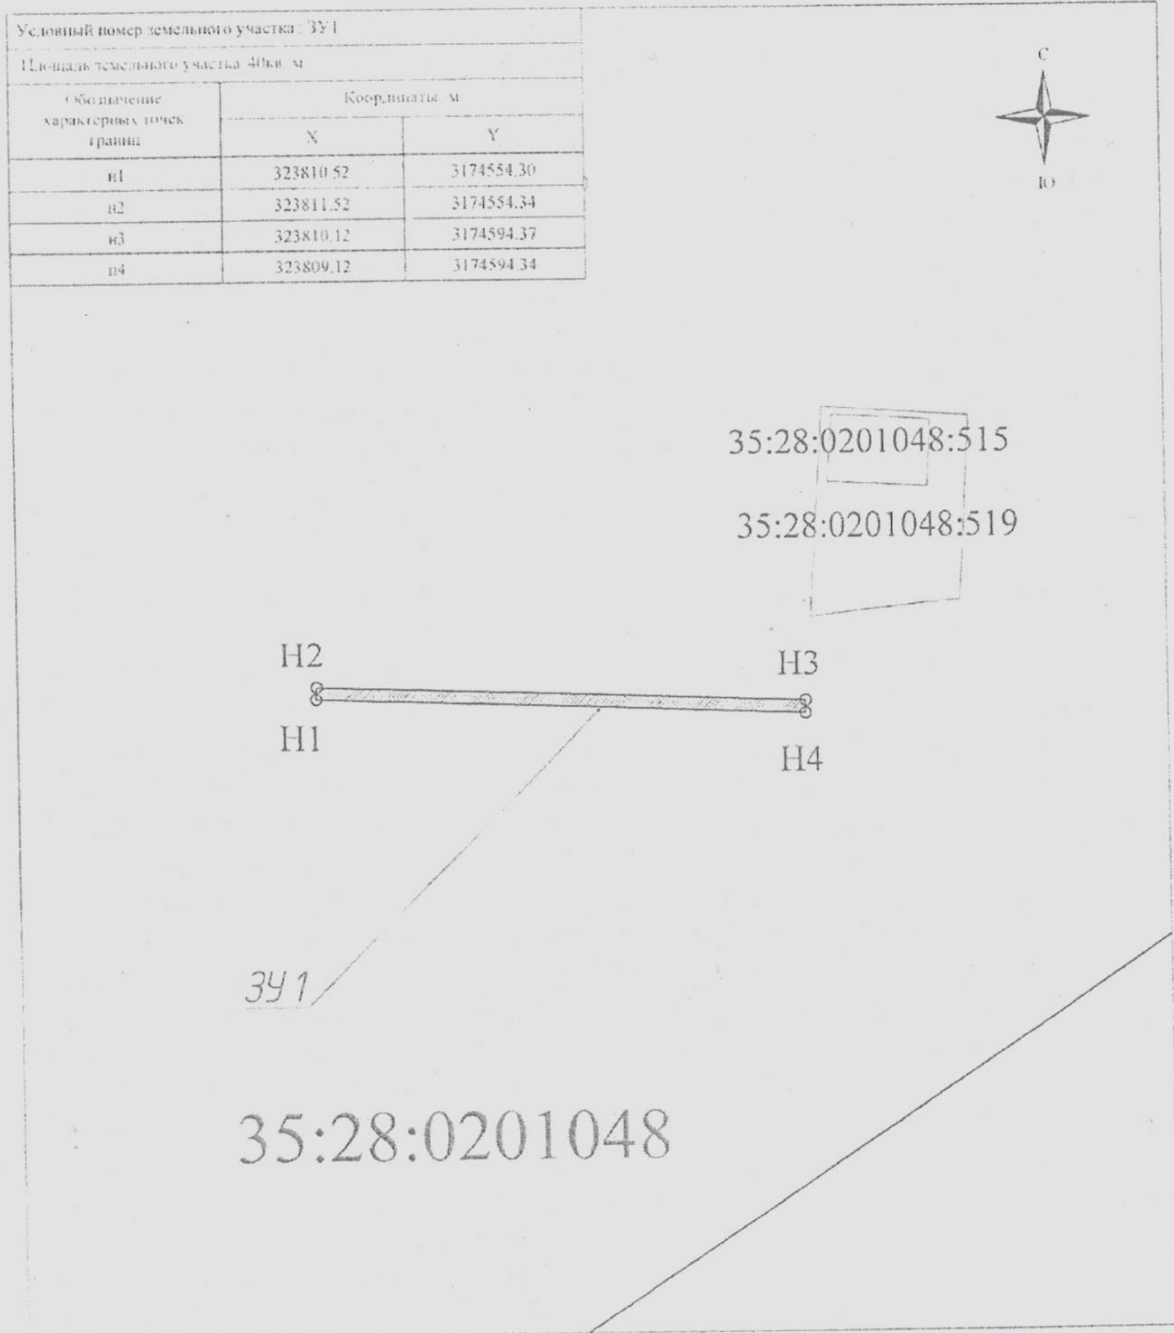 Условный номер земельного участка : ЗУ1
Площадь земельного участка 40кв. м
Обозначение
характерных точек
границ
Координаты, м
X
Y
н1 323810.52 3174554.30
н2 323811.52 3174554.34
н3 323810.12 3174594.37
н4 323809.12 3174594.34
С
Ю
35:28:0201048:515
35:28:0201048:519
Н2
Н3
Н1
Н4
ЗУ 1
35:28:0201048